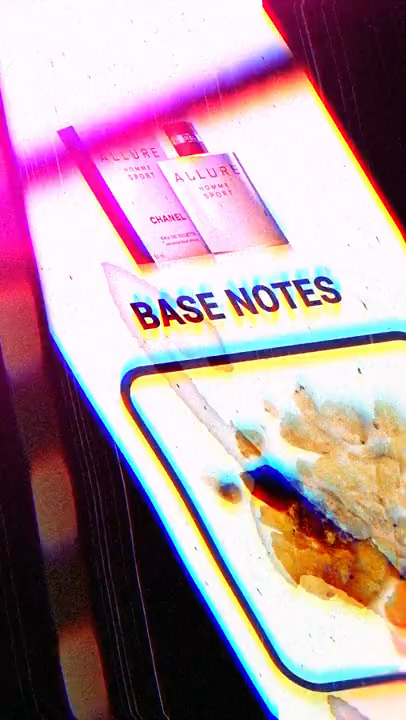 ALLURE
HOMME
SPORT
CHANEL
EAU DE TOILETTE
ALLURE
HOMME
SPORT
BASE NOTES